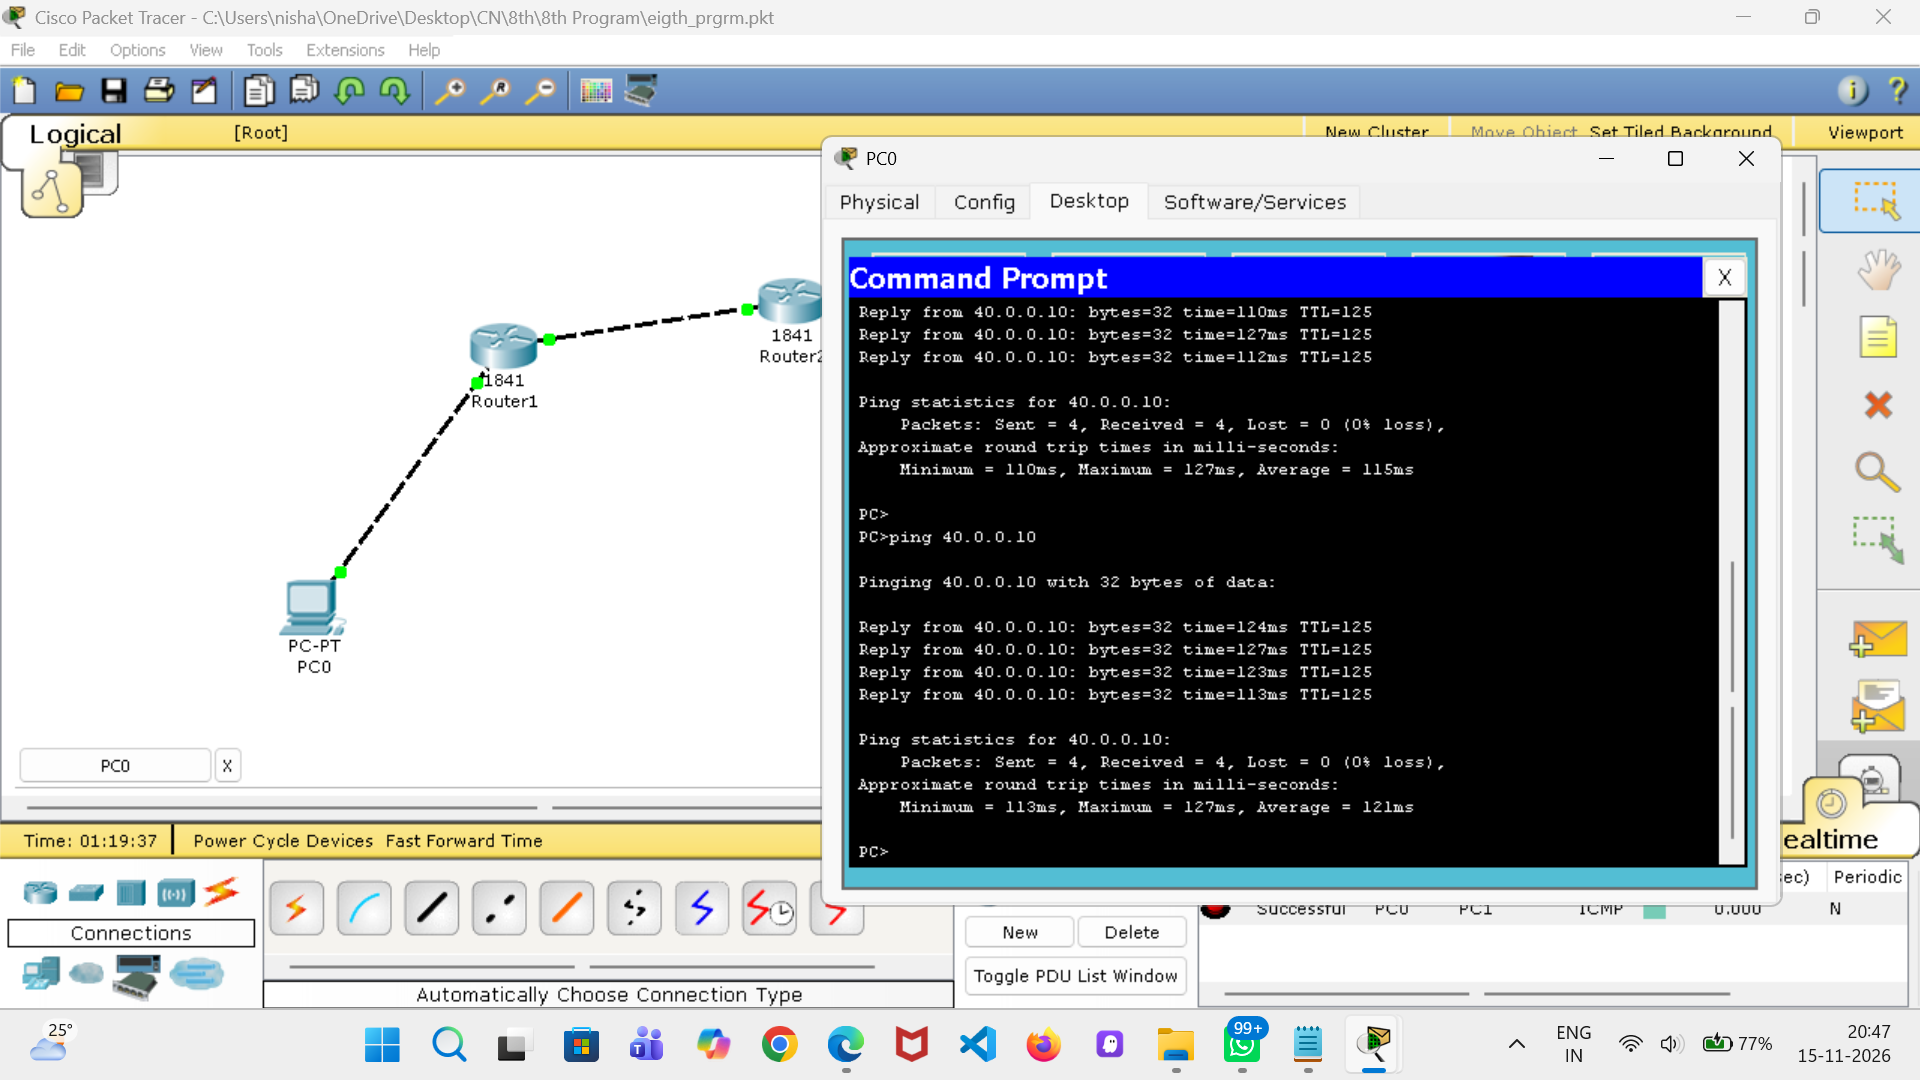 Cisco Packet Tracer - C:\Users\nisha\OneDrive\Desktop\CN\8th\8th Program\eigth_prgrm.pkt
File Edit Options View Tools Extensions Help
Logical [Root] New Cluster Move Object Set Tiled Background Viewport
1841
Router2
1841
Router1
PC-PT
PC0
PC0 X
PC0
Physical Config Desktop Software/Services
Command Prompt X
Reply from 40.0.0.10: bytes=32 time=110ms TTL=125
Reply from 40.0.0.10: bytes=32 time=127ms TTL=125
Reply from 40.0.0.10: bytes=32 time=112ms TTL=125
Ping statistics for 40.0.0.10:
Packets: Sent = 4, Received = 4, Lost = 0 (0% loss),
Approximate round trip times in milli-seconds:
Minimum = 110ms, Maximum = 127ms, Average = 115ms
PC>
PC>ping 40.0.0.10
Pinging 40.0.0.10 with 32 bytes of data:
Reply from 40.0.0.10: bytes=32 time=124ms TTL=125
Reply from 40.0.0.10: bytes=32 time=127ms TTL=125
Reply from 40.0.0.10: bytes=32 time=123ms TTL=125
Reply from 40.0.0.10: bytes=32 time=113ms TTL=125
Ping statistics for 40.0.0.10:
Packets: Sent = 4, Received = 4, Lost = 0 (0% loss),
Approximate round trip times in milli-seconds:
Minimum = 113ms, Maximum = 127ms, Average = 121ms
PC>
Time: 01:19:37 Power Cycle Devices Fast Forward Time
ealtime
ec) Periodic
Successful PC0 PC1 ICMP 0.000 N
Connections
New Delete
Toggle PDU List Window
Automatically Choose Connection Type
25°
99+
ENG
IN
77%
20:47
15-11-2026